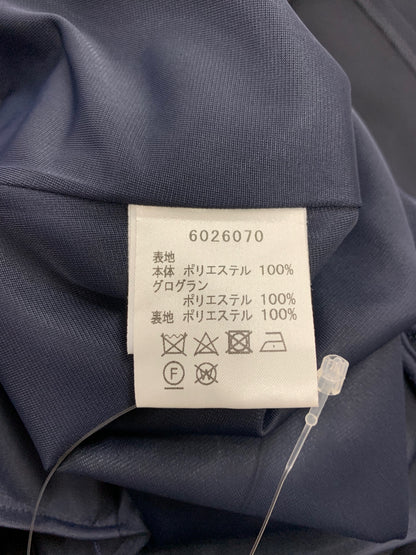 6026070
表地
本体 ポリエステル 100%
グログラン
ポリエステル 100%
裏地 ポリエステル 100%
F
W